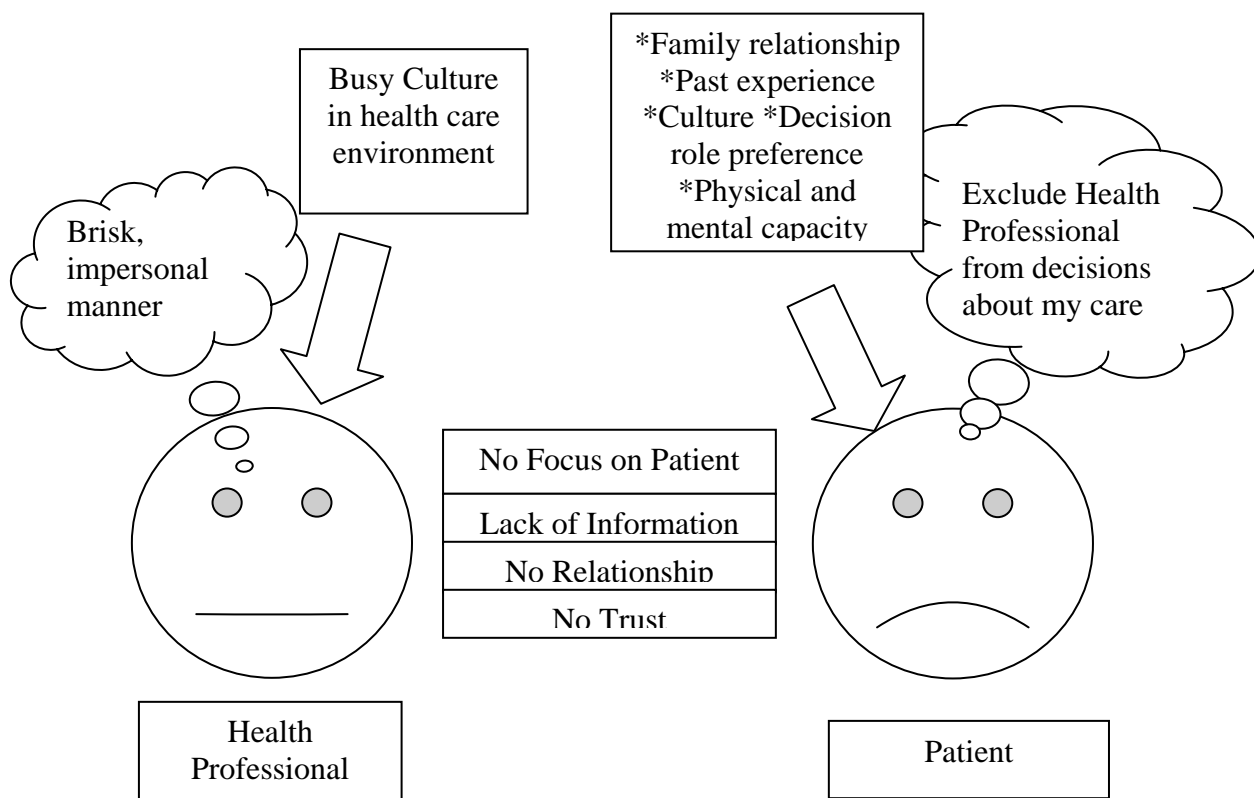 Busy Culture
in health care
environment
*Family relationship
*Past experience
*Culture *Decision
role preference
*Physical and
mental capacity
Brisk,
impersonal
manner
Exclude Health
Professional
from decisions
about my care
No Focus on Patient
Lack of Information
No Relationship
No Trust
Health
Professional
Patient